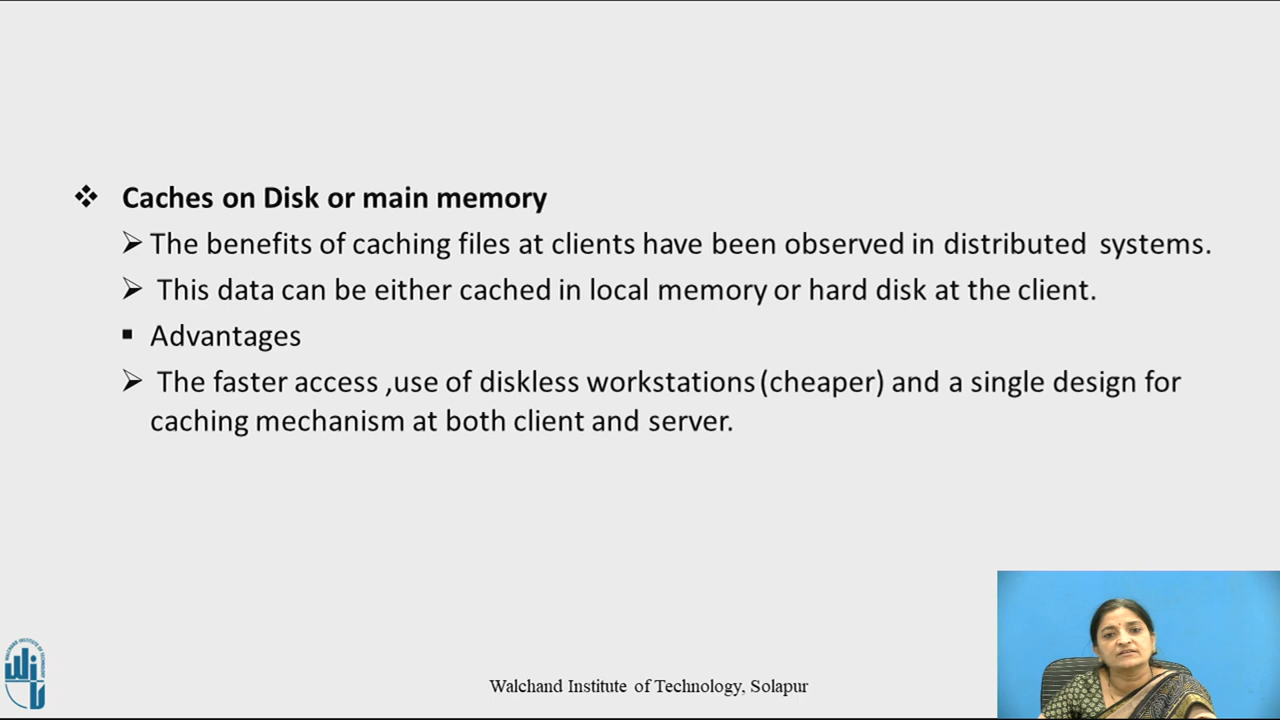 ❖ Caches on Disk or main memory
➢ The benefits of caching files at clients have been observed in distributed systems.
➢ This data can be either cached in local memory or hard disk at the client.
▪ Advantages
➢ The faster access ,use of diskless workstations (cheaper) and a single design for
caching mechanism at both client and server.
Walchand Institute of Technology, Solapur